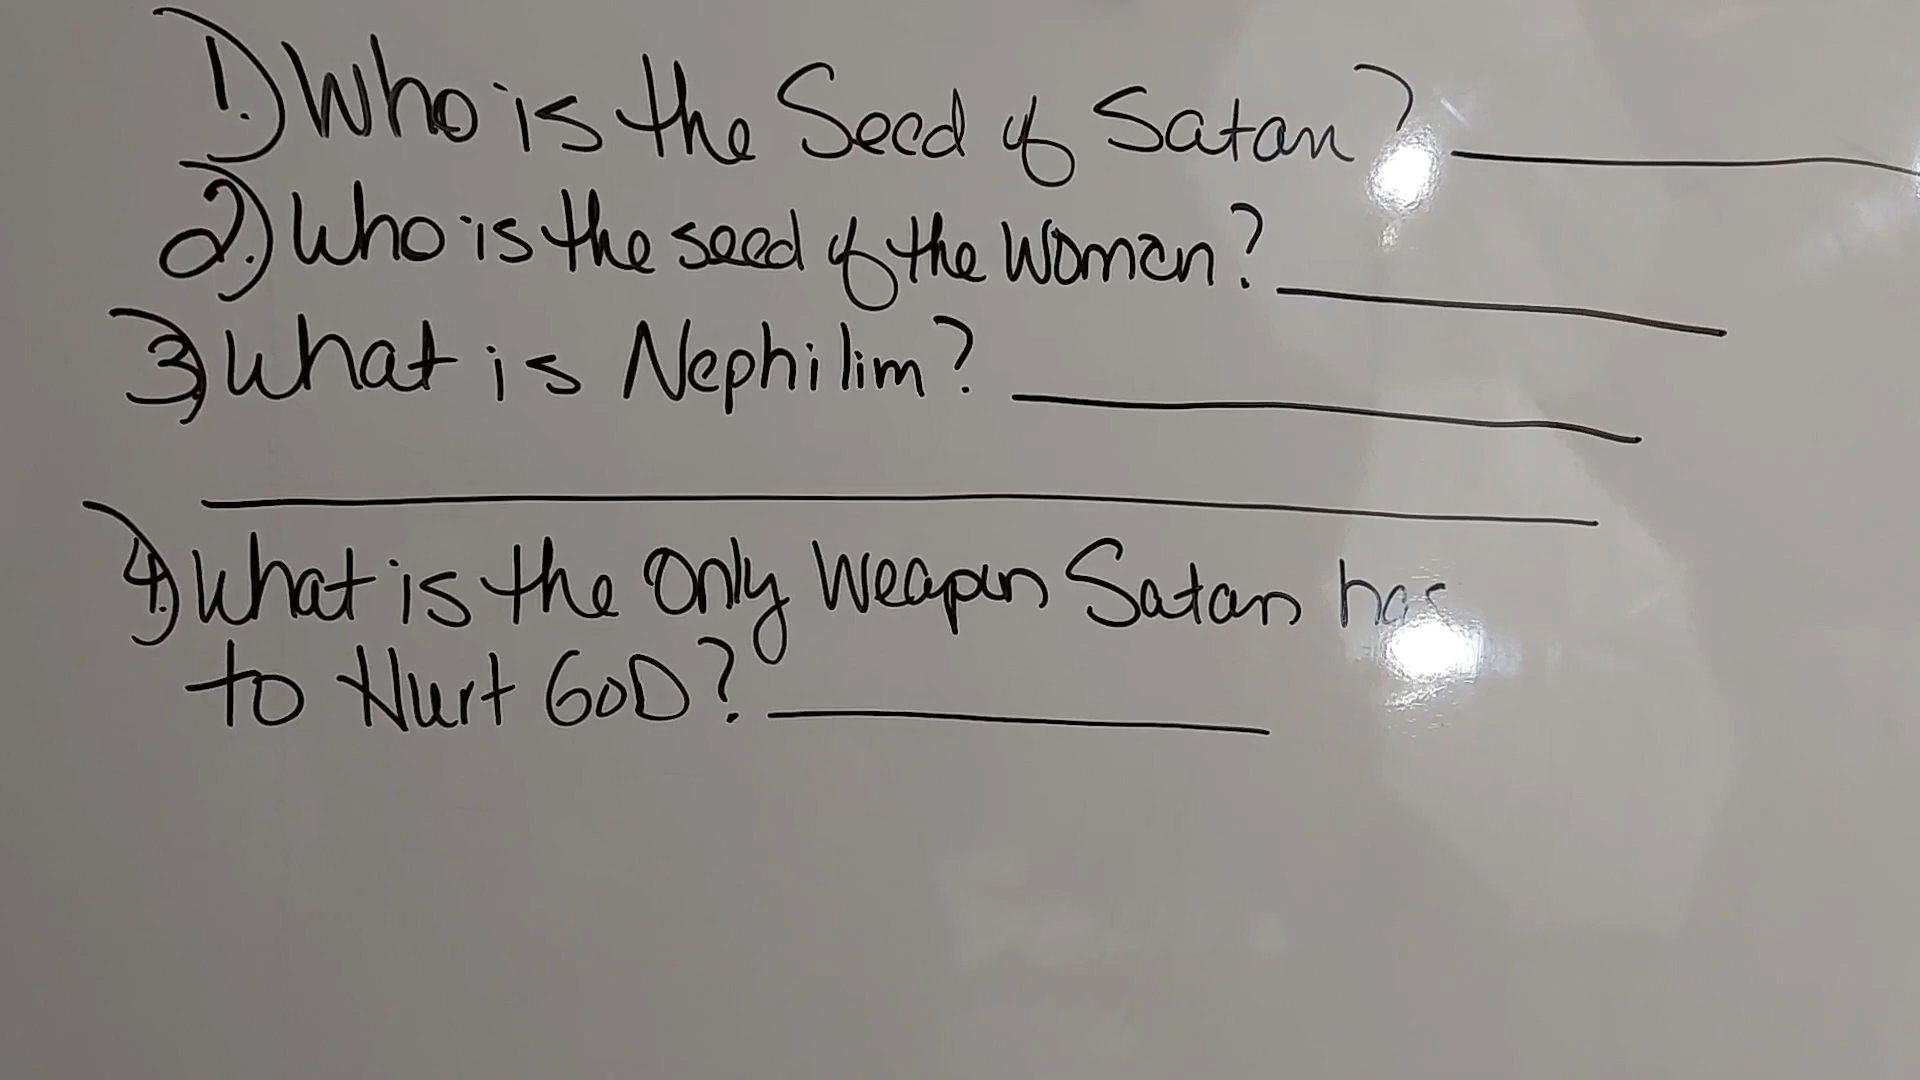 1.) Who is the Seed of Satan?
2.) Who is the seed of the Woman?
3.) What is Nephilim?
4.) What is the Only Weapon Satan has
to Hurt GOD?